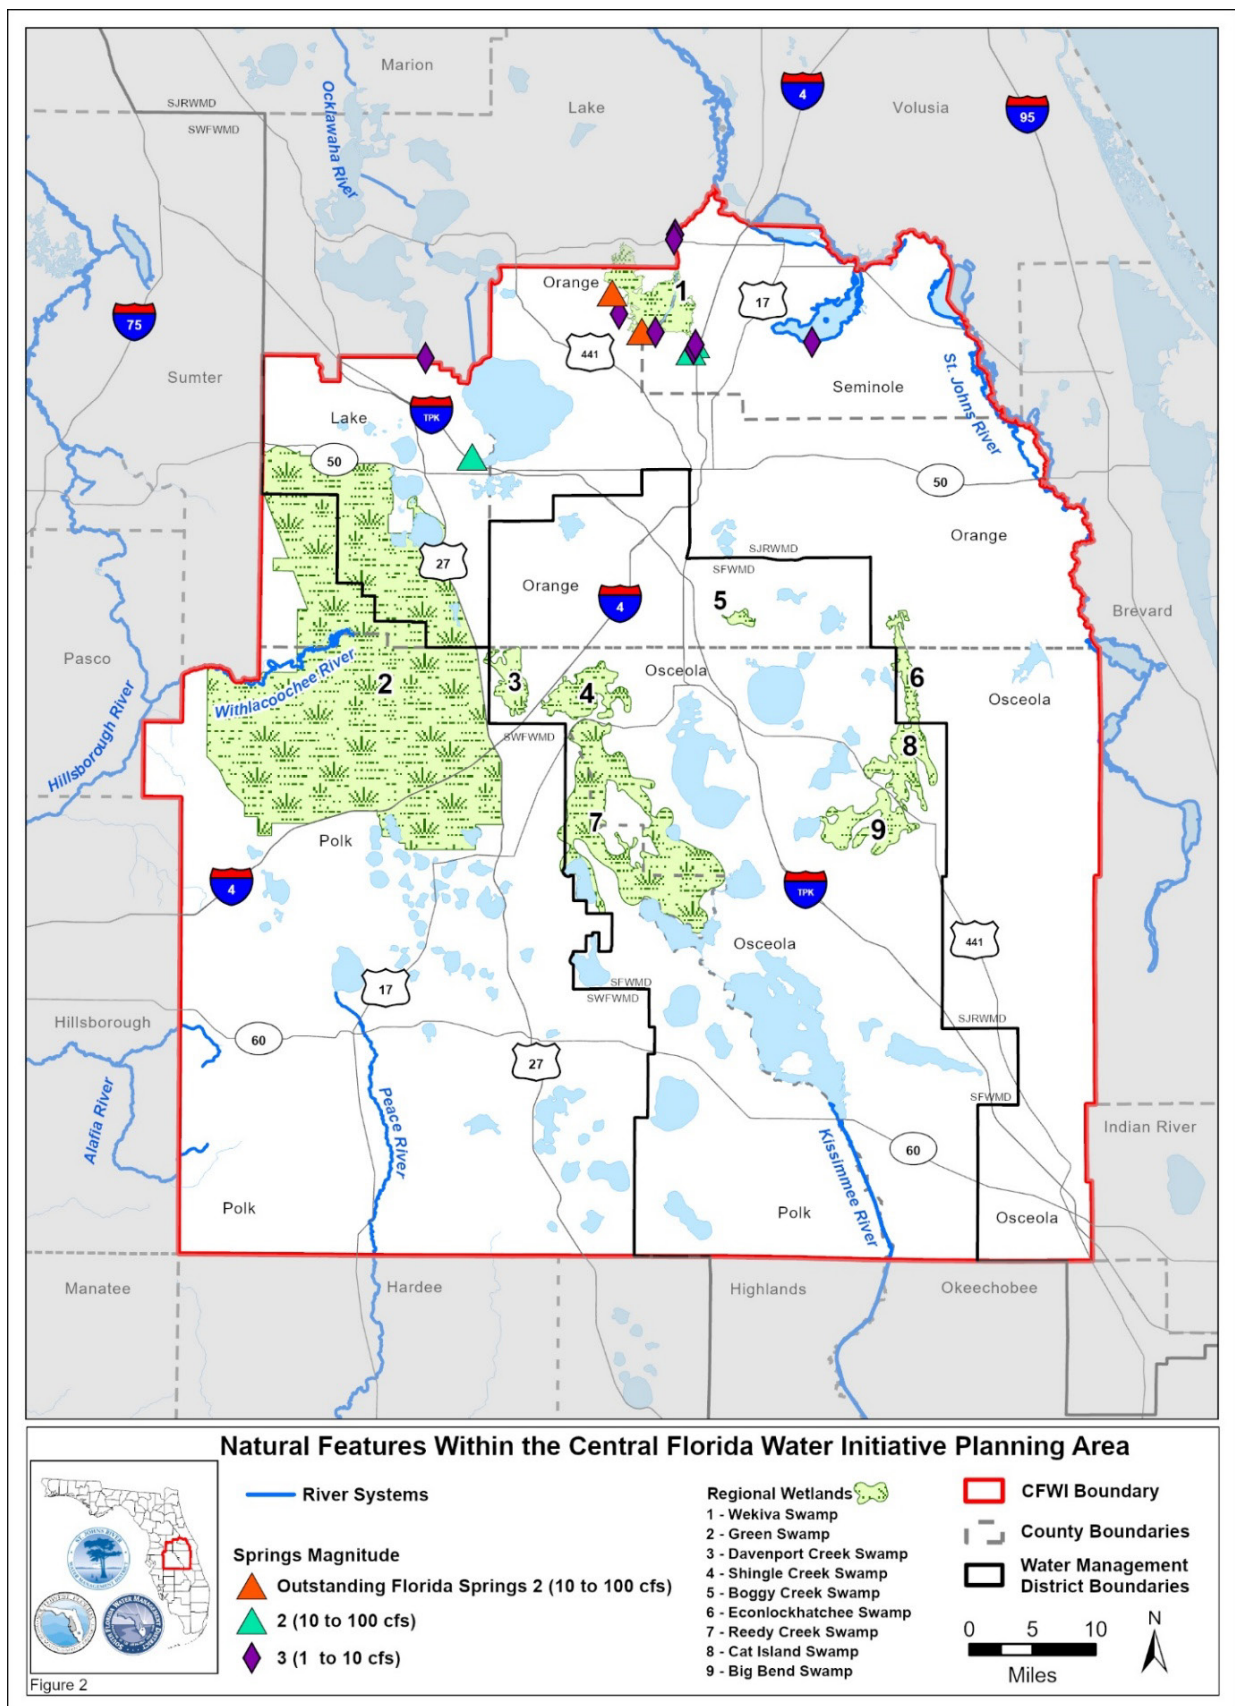 Marion
Lake
Volusia
4
95
Ocklawaha River
SJRWMD
SWFWMD
Orange
1
17
75
441
Sumter
Seminole
St. Johns River
Lake
TPK
50
50
Orange
27
SJRWMD
SFWMD
Orange
4
5
Brevard
Pasco
Withlacoochee River
2
3
4
Osceola
6
Osceola
Hillsborough River
SWFWMD
8
7
9
Polk
4
TPK
Osceola
441
17
SFWMD
SWFWMD
Hillsborough
60
27
SJRWMD
Alafia River
Peace River
SFWMD
Kissimmee River
60
Indian River
Polk
Polk
Osceola
Manatee
Hardee
Highlands
Okeechobee
Natural Features Within the Central Florida Water Initiative Planning Area
River Systems
Springs Magnitude
Outstanding Florida Springs 2 (10 to 100 cfs)
2 (10 to 100 cfs)
3 (1 to 10 cfs)
Regional Wetlands
1 - Wekiva Swamp
2 - Green Swamp
3 - Davenport Creek Swamp
4 - Shingle Creek Swamp
5 - Boggy Creek Swamp
6 - Econlockhatchee Swamp
7 - Reedy Creek Swamp
8 - Cat Island Swamp
9 - Big Bend Swamp
CFWI Boundary
County Boundaries
Water Management
District Boundaries
0 5 10
Miles
N
Figure 2